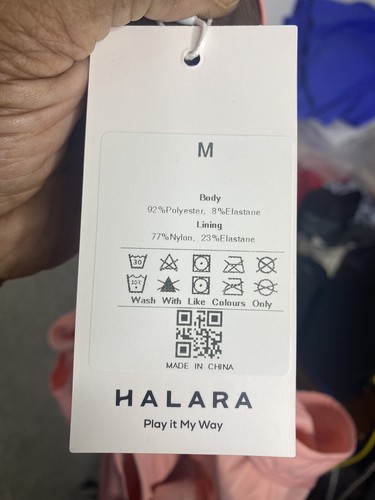 M
Body
92%Polyester, 8%Elastane
Lining
77%Nylon, 23%Elastane
30
Wash With Like Colours Only
MADE IN CHINA
HALARA
Play it My Way